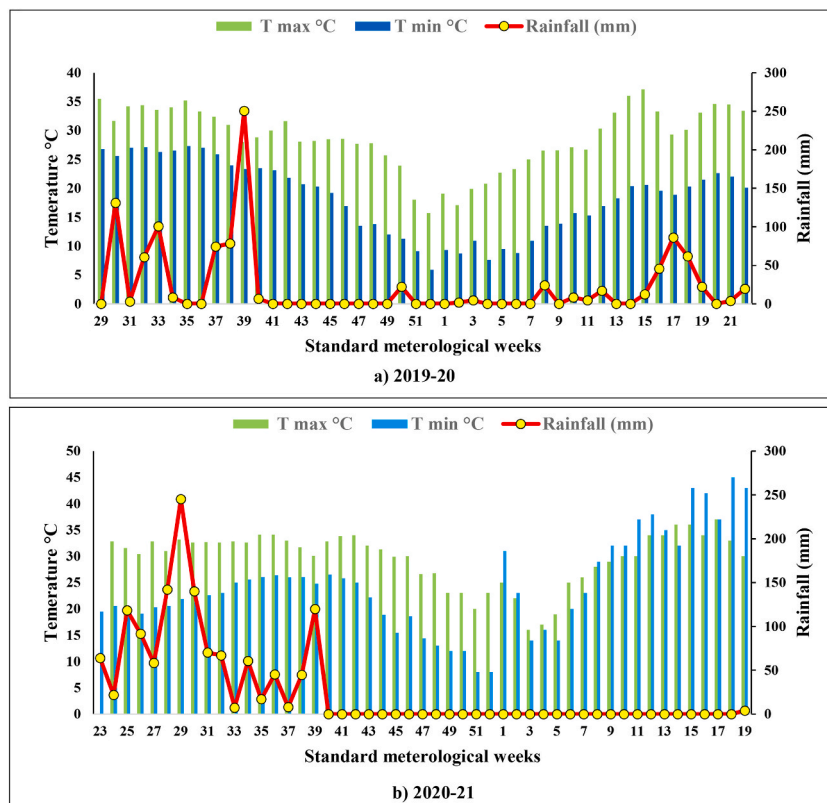 T max °C T min °C Rainfall (mm)
Temerature °C
40
35
30
25
20
15
10
5
0
300
250
200
150
100
50
0
Rainfall (mm)
29 31 33 35 37 39 41 43 45 47 49 51 1 3 5 7 9 11 13 15 17 19 21
Standard meterological weeks
a) 2019-20
T max °C T min °C Rainfall (mm)
Temerature °C
50
45
40
35
30
25
20
15
10
5
0
300
250
200
150
100
50
0
Rainfall (mm)
23 25 27 29 31 33 35 37 39 41 43 45 47 49 51 1 3 5 7 9 11 13 15 17 19
Standard meterological weeks
b) 2020-21